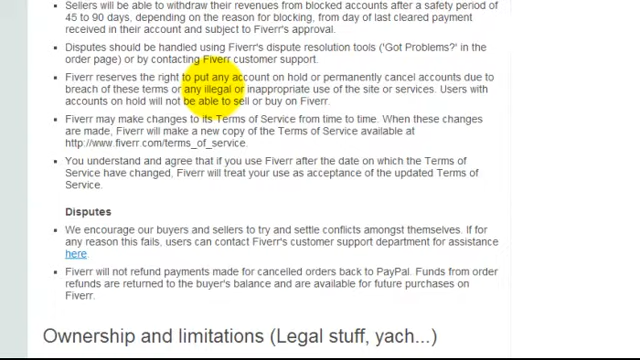 Sellers will be able to withdraw their revenues from blocked accounts after a safety period of
45 to 90 days, depending on the reason for blocking, from day of last cleared payment
received in their account and subject to Fiverr's approval.
Disputes should be handled using Fiverr's dispute resolution tools ('Got Problems?' in the
order page) or by contacting Fiverr customer support.
Fiverr reserves the right to put any account on hold or permanently cancel accounts due to
breach of these terms or any illegal or inappropriate use of the site or services. Users with
accounts on hold will not be able to sell or buy on Fiverr.
Fiverr may make changes to its Terms of Service from time to time. When these changes
are made, Fiverr will make a new copy of the Terms of Service available at
http://www.fiverr.com/terms_of_service.
You understand and agree that if you use Fiverr after the date on which the Terms of
Service have changed, Fiverr will treat your use as acceptance of the updated Terms of
Service.
Disputes
We encourage our buyers and sellers to try and settle conflicts amongst themselves. If for
any reason this fails, users can contact Fiverr's customer support department for assistance
here.
Fiverr will not refund payments made for cancelled orders back to PayPal. Funds from order
refunds are returned to the buyer's balance and are available for future purchases on
Fiverr.
Ownership and limitations (Legal stuff, yach...)